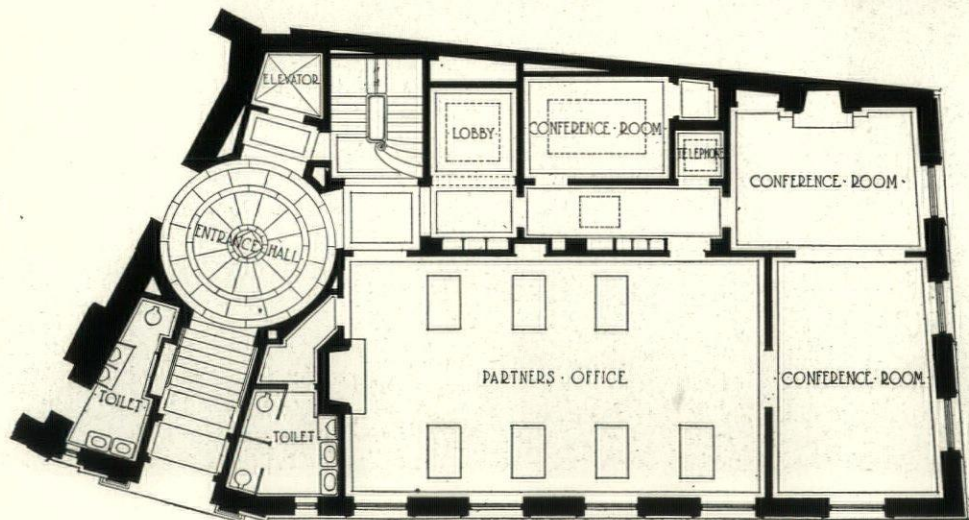 ELEVATOR
LOBBY
CONFERENCE·ROOM
TELEPHONE
CONFERENCE·ROOM·
ENTRANCE·HALL
PARTNERS·OFFICE
CONFERENCE·ROOM
TOILET·
TOILET·